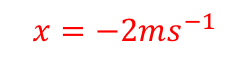 x = −2ms⁻¹